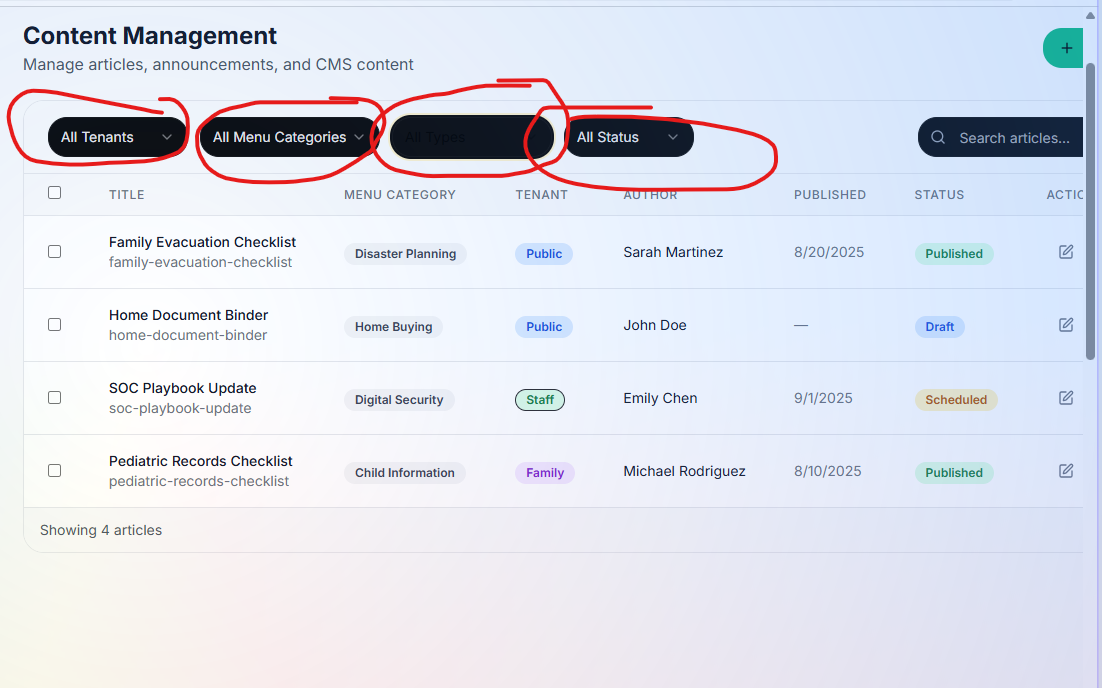 Content Management
Manage articles, announcements, and CMS content
+
All Tenants
All Menu Categories
All Types
All Status
Search articles...
TITLE
MENU CATEGORY
TENANT
AUTHOR
PUBLISHED
STATUS
ACTIC
Family Evacuation Checklist
family-evacuation-checklist
Disaster Planning
Public
Sarah Martinez
8/20/2025
Published
Home Document Binder
home-document-binder
Home Buying
Public
John Doe
—
Draft
SOC Playbook Update
soc-playbook-update
Digital Security
Staff
Emily Chen
9/1/2025
Scheduled
Pediatric Records Checklist
pediatric-records-checklist
Child Information
Family
Michael Rodriguez
8/10/2025
Published
Showing 4 articles